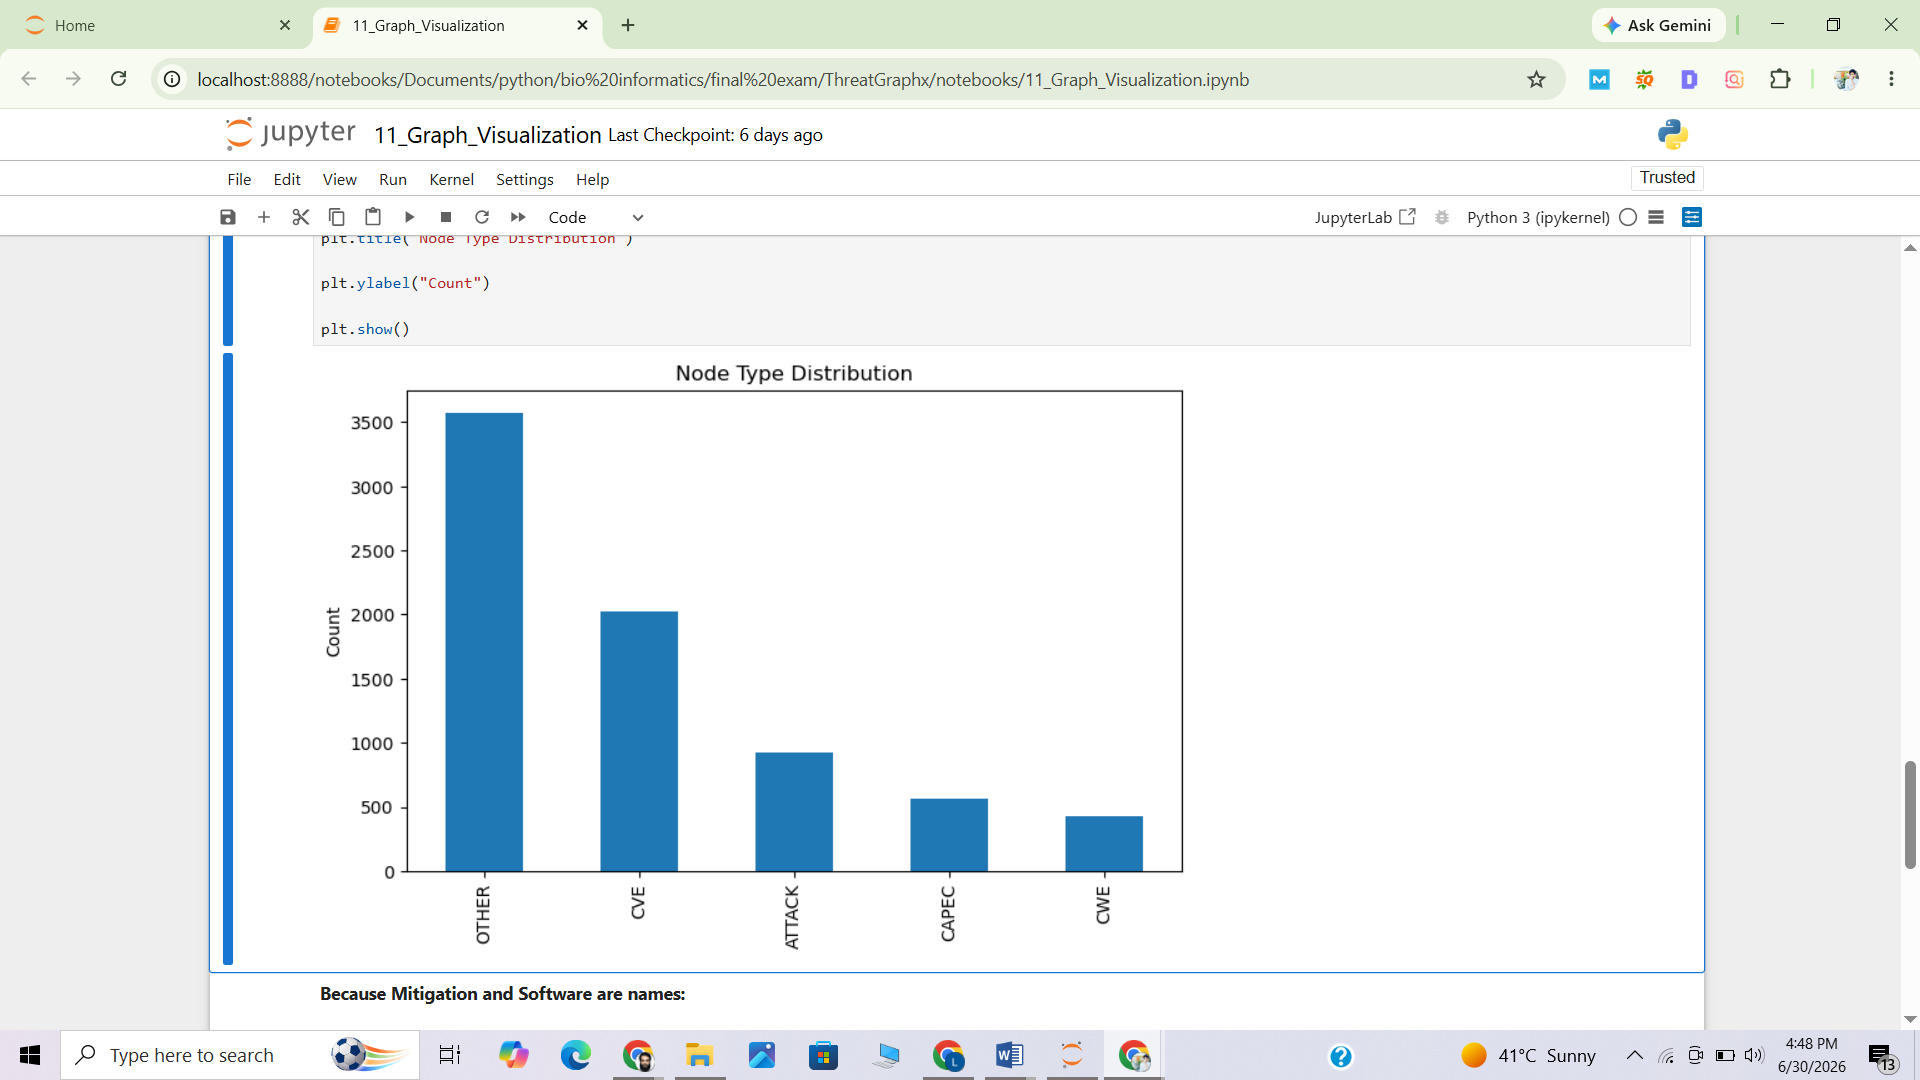 Home
11_Graph_Visualization
Ask Gemini
localhost:8888/notebooks/Documents/python/bio%20informatics/final%20exam/ThreatGraphx/notebooks/11_Graph_Visualization.ipynb
jupyter 11_Graph_Visualization Last Checkpoint: 6 days ago
File Edit View Run Kernel Settings Help
Trusted
Code
JupyterLab
Python 3 (ipykernel)
plt.title("Node Type Distribution")
plt.ylabel("Count")
plt.show()
Node Type Distribution
3500
3000
2500
2000
1500
1000
500
0
Count
OTHER
CVE
ATTACK
CAPEC
CWE
Because Mitigation and Software are names:
Type here to search
41°C Sunny
4:48 PM
6/30/2026
13